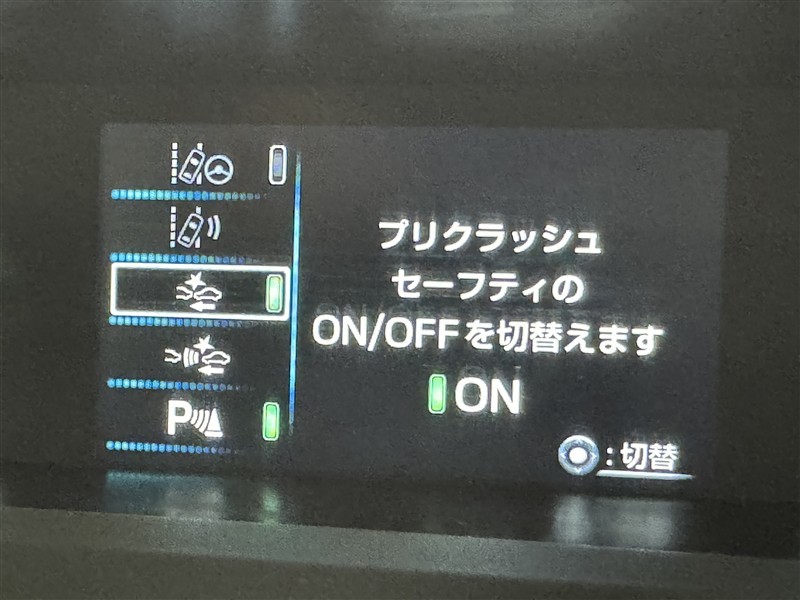 プリクラッシュ
セーフティの
ON/OFFを切替えます
ON
P
:切替